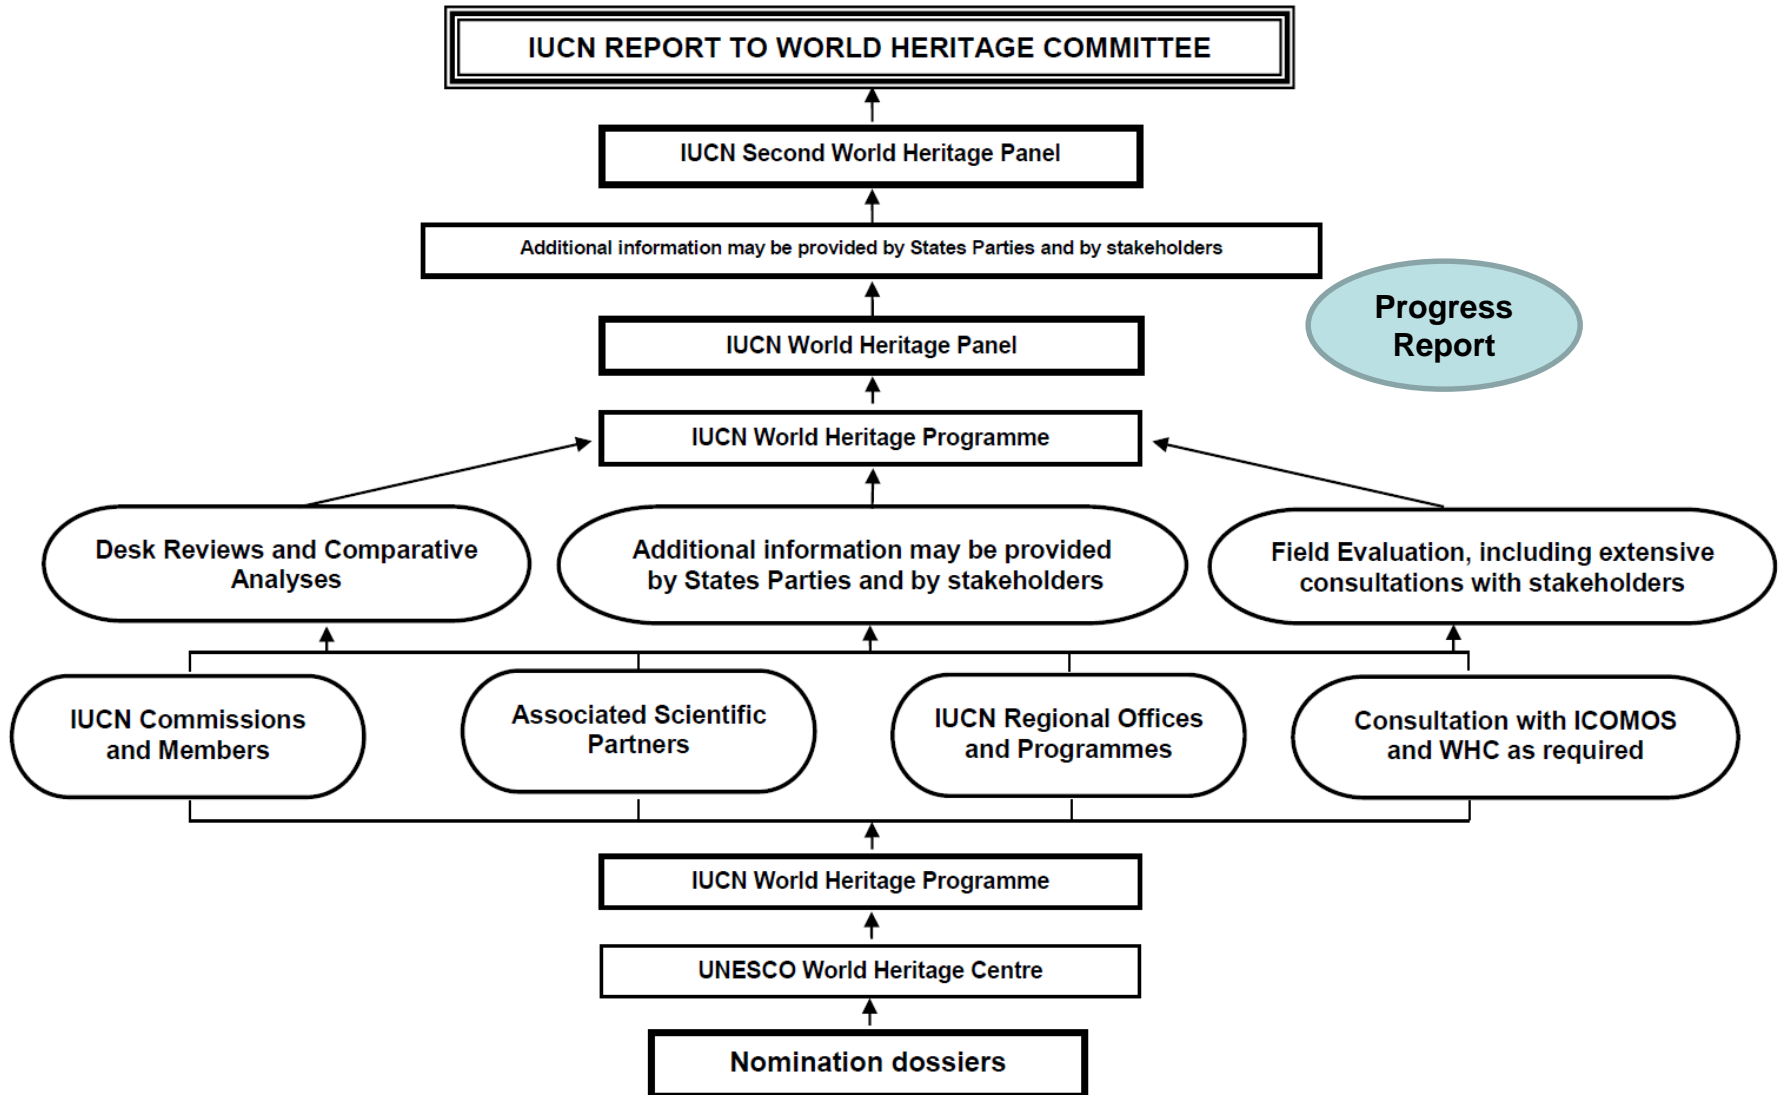 IUCN REPORT TO WORLD HERITAGE COMMITTEE
IUCN Second World Heritage Panel
Additional information may be provided by States Parties and by stakeholders
Progress
Report
IUCN World Heritage Panel
IUCN World Heritage Programme
Desk Reviews and Comparative
Analyses
Additional information may be provided
by States Parties and by stakeholders
Field Evaluation, including extensive
consultations with stakeholders
IUCN Commissions
and Members
Associated Scientific
Partners
IUCN Regional Offices
and Programmes
Consultation with ICOMOS
and WHC as required
IUCN World Heritage Programme
UNESCO World Heritage Centre
Nomination dossiers